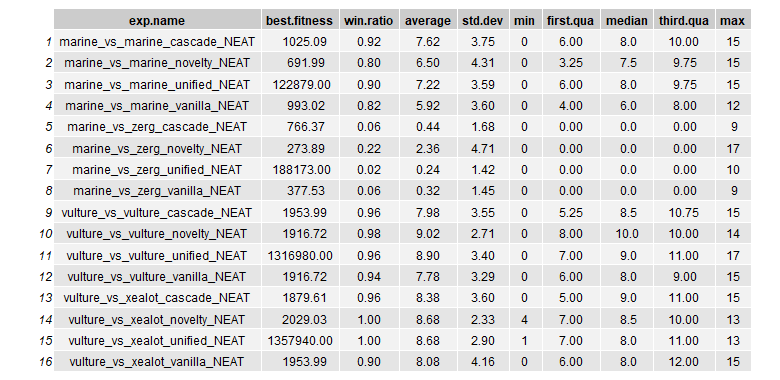 exp.name best.fitness win.ratio average std.dev min first.qua median third.qua max
1 marine_vs_marine_cascade_NEAT 1025.09 0.92 7.62 3.75 0 6.00 8.0 10.00 15
2 marine_vs_marine_novelty_NEAT 691.99 0.80 6.50 4.31 0 3.25 7.5 9.75 15
3 marine_vs_marine_unified_NEAT 122879.00 0.90 7.22 3.59 0 6.00 8.0 9.75 15
4 marine_vs_marine_vanilla_NEAT 993.02 0.82 5.92 3.60 0 4.00 6.0 8.00 12
5 marine_vs_zerg_cascade_NEAT 766.37 0.06 0.44 1.68 0 0.00 0.0 0.00 9
6 marine_vs_zerg_novelty_NEAT 273.89 0.22 2.36 4.71 0 0.00 0.0 0.00 17
7 marine_vs_zerg_unified_NEAT 188173.00 0.02 0.24 1.42 0 0.00 0.0 0.00 10
8 marine_vs_zerg_vanilla_NEAT 377.53 0.06 0.32 1.45 0 0.00 0.0 0.00 9
9 vulture_vs_vulture_cascade_NEAT 1953.99 0.96 7.98 3.55 0 5.25 8.5 10.75 15
10 vulture_vs_vulture_novelty_NEAT 1916.72 0.98 9.02 2.71 0 8.00 10.0 10.00 14
11 vulture_vs_vulture_unified_NEAT 1316980.00 0.96 8.90 3.40 0 7.00 9.0 11.00 17
12 vulture_vs_vulture_vanilla_NEAT 1916.72 0.94 7.78 3.29 0 6.00 8.0 9.00 15
13 vulture_vs_xealot_cascade_NEAT 1879.61 0.96 8.38 3.60 0 5.00 9.0 11.00 15
14 vulture_vs_xealot_novelty_NEAT 2029.03 1.00 8.68 2.33 4 7.00 8.5 10.00 13
15 vulture_vs_xealot_unified_NEAT 1357940.00 1.00 8.68 2.90 1 7.00 8.0 11.00 13
16 vulture_vs_xealot_vanilla_NEAT 1953.99 0.90 8.08 4.16 0 6.00 8.0 12.00 15